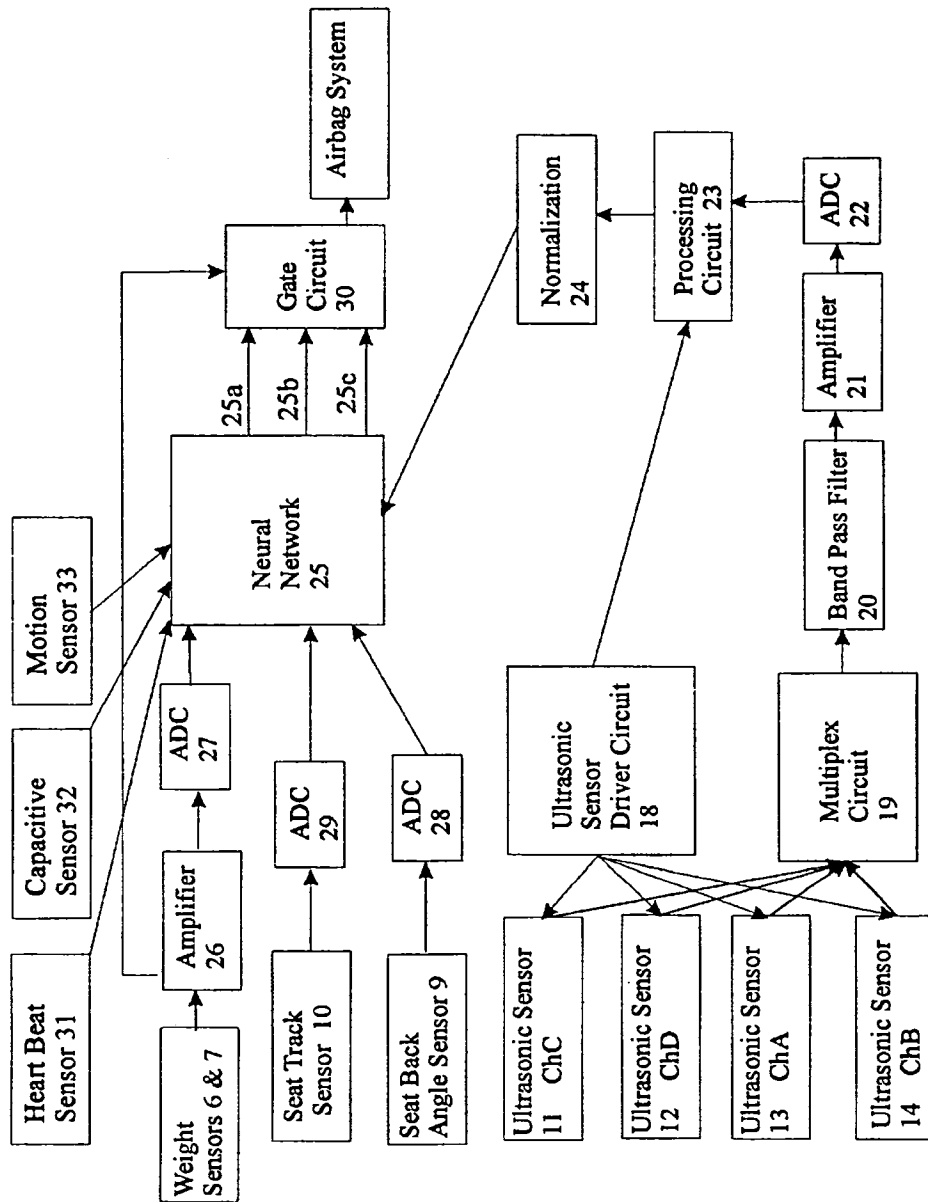 Heart Beat
Sensor 31
Capacitive
Sensor 32
Motion
Sensor 33
Weight
Sensors 6 & 7
Amplifier
26
ADC
27
Seat Track
Sensor 10
ADC
29
Seat Back
Angle Sensor 9
ADC
28
Neural
Network
25
25a
25b
25c
Gate
Circuit
30
Airbag System
Ultrasonic Sensor
11 ChC
Ultrasonic Sensor
12 ChD
Ultrasonic Sensor
13 ChA
Ultrasonic Sensor
14 ChB
Ultrasonic
Sensor
Driver Circuit
18
Multiplex
Circuit
19
Band Pass Filter
20
Amplifier
21
ADC
22
Processing
Circuit 23
Normalization
24